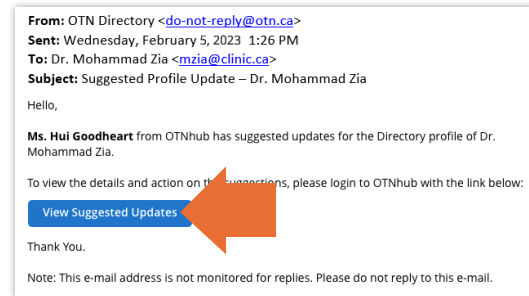 From: OTN Directory <do-not-reply@otn.ca>
Sent: Wednesday, February 5, 2023 1:26 PM
To: Dr. Mohammad Zia <mzia@clinic.ca>
Subject: Suggested Profile Update – Dr. Mohammad Zia
Hello,
Ms. Hui Goodheart from OTNhub has suggested updates for the Directory profile of Dr.
Mohammad Zia.
To view the details and action on the suggestions, please login to OTNhub with the link below:
View Suggested Updates
Thank You.
Note: This e-mail address is not monitored for replies. Please do not reply to this e-mail.